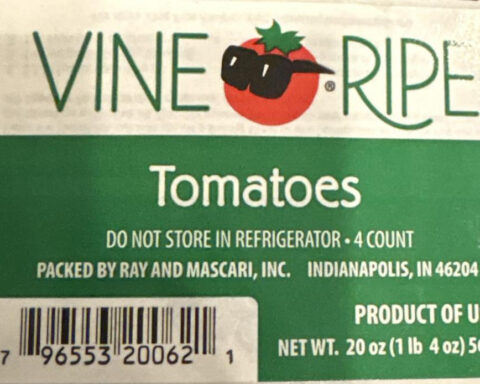 VINE ® RIPE
Tomatoes
DO NOT STORE IN REFRIGERATOR • 4 COUNT
PACKED BY RAY AND MASCARI, INC. INDIANAPOLIS, IN 46204
PRODUCT OF U
NET WT. 20 oz (1 lb 4 oz) 56
7 96553 20062 1